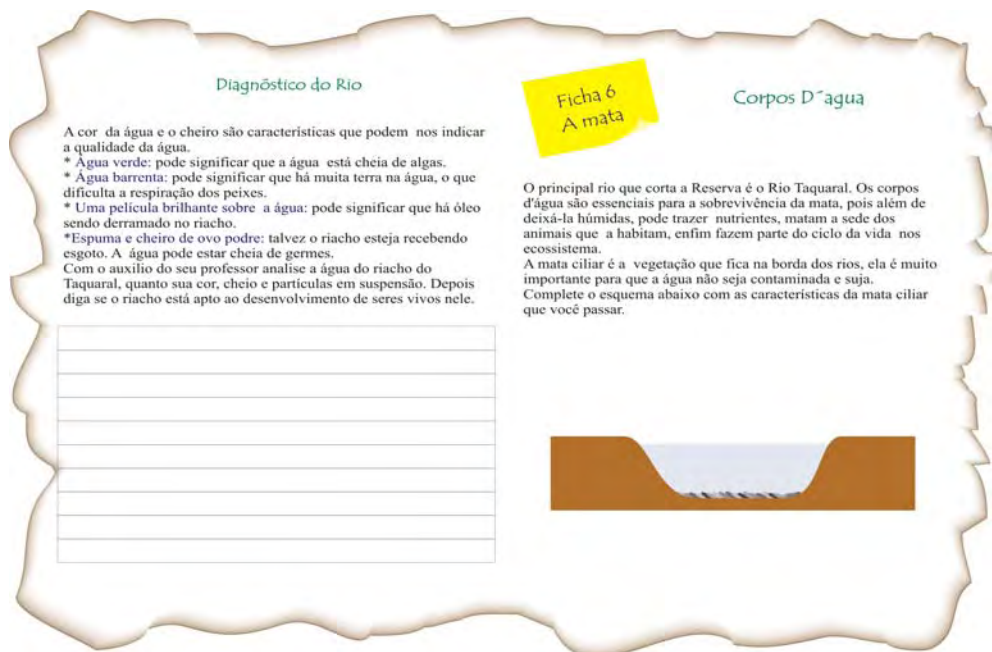 Diagnóstico do Rio
A cor da água e o cheiro são características que podem nos indicar
a qualidade da água.
* Água verde: pode significar que a água está cheia de algas.
* Água barrenta: pode significar que há muita terra na água, o que
dificulta a respiração dos peixes.
* Uma película brilhante sobre a água: pode significar que há óleo
sendo derramado no riacho.
*Espuma e cheiro de ovo podre: talvez o riacho esteja recebendo
esgoto. A água pode estar cheia de germes.
Com o auxilio do seu professor analise a água do riacho do
Taquaral, quanto sua cor, cheio e partículas em suspensão. Depois
diga se o riacho está apto ao desenvolvimento de seres vivos nele.
Ficha 6
A mata
Corpos D´agua
O principal rio que corta a Reserva é o Rio Taquaral. Os corpos
d'água são essenciais para a sobrevivência da mata, pois além de
deixá-la húmidas, pode trazer nutrientes, matam a sede dos
animais que a habitam, enfim fazem parte do ciclo da vida nos
ecossistema.
A mata ciliar é a vegetação que fica na borda dos rios, ela é muito
importante para que a água não seja contaminada e suja.
Complete o esquema abaixo com as características da mata ciliar
que você passar.